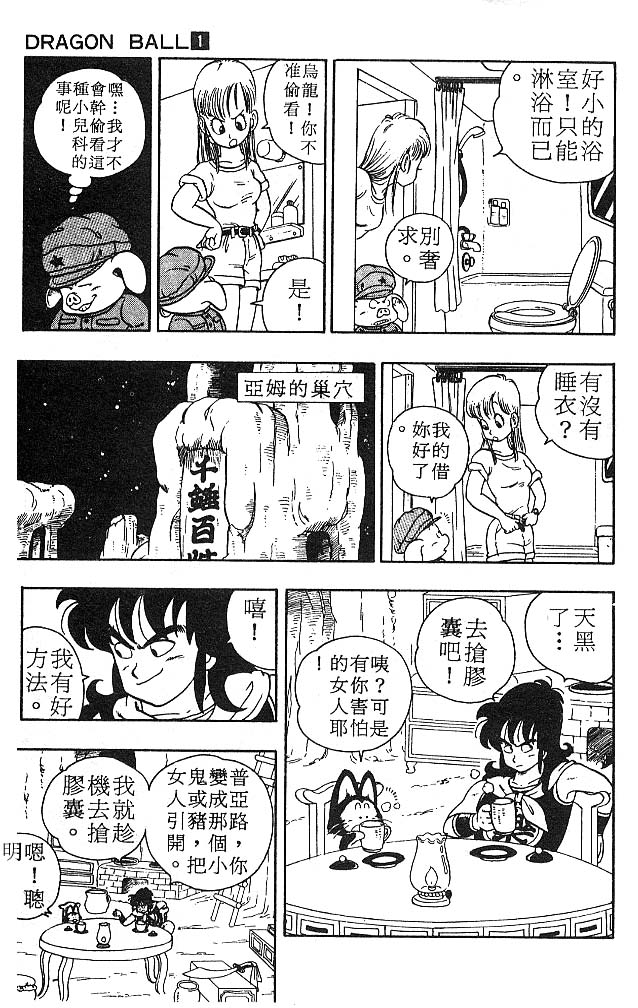 DRAGON BALL 1
好小的浴
室！只能
淋浴而已
。
別奢
求。
烏龍！你不
准偷看！
是！
嘿…我才不
會幹偷看這
種小兒科的
事呢！
有沒有
睡衣？
我的借
妳好了
。
亞姆的巢穴
千錘百
天黑
了…
去搶膠
囊吧！
咦？可是
有你害怕
的女人耶
！
嘻！
我有好
方法。
普亞路，你
變成那個小
鬼或豬，把
女人引開。
我就趁
機去搶
膠囊。
嗯！聰
明